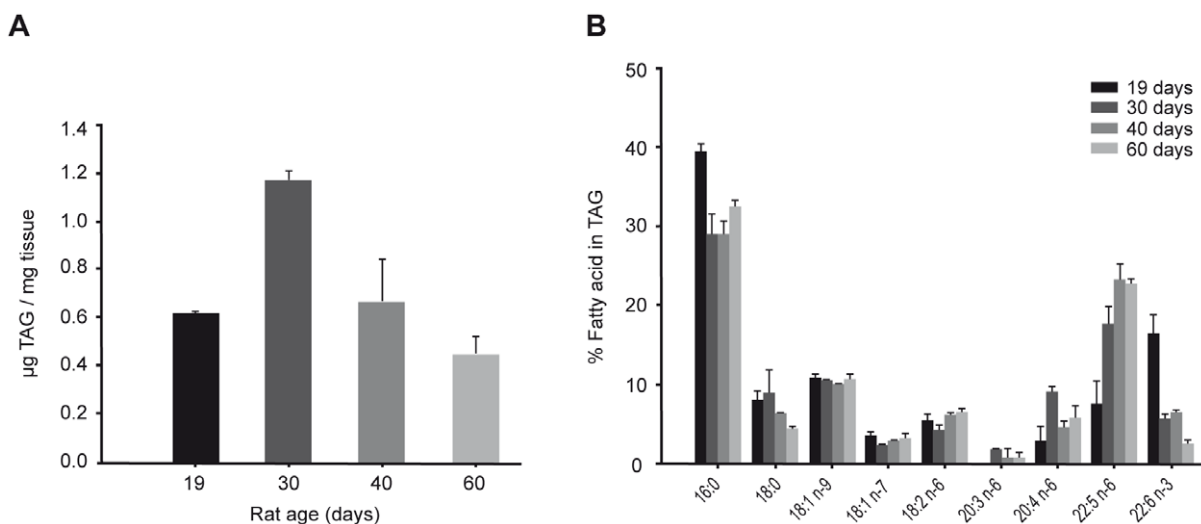 A
µg TAG / mg tissue
1.4
1.2
1.0
0.8
0.6
0.4
0.2
0.0
19 30 40 60
Rat age (days)
B
% Fatty acid in TAG
50
40
30
20
10
0
19 days
30 days
40 days
60 days
16:0
18:0
18:1 n-9
18:1 n-7
18:2 n-6
20:3 n-6
20:4 n-6
22:5 n-6
22:6 n-3